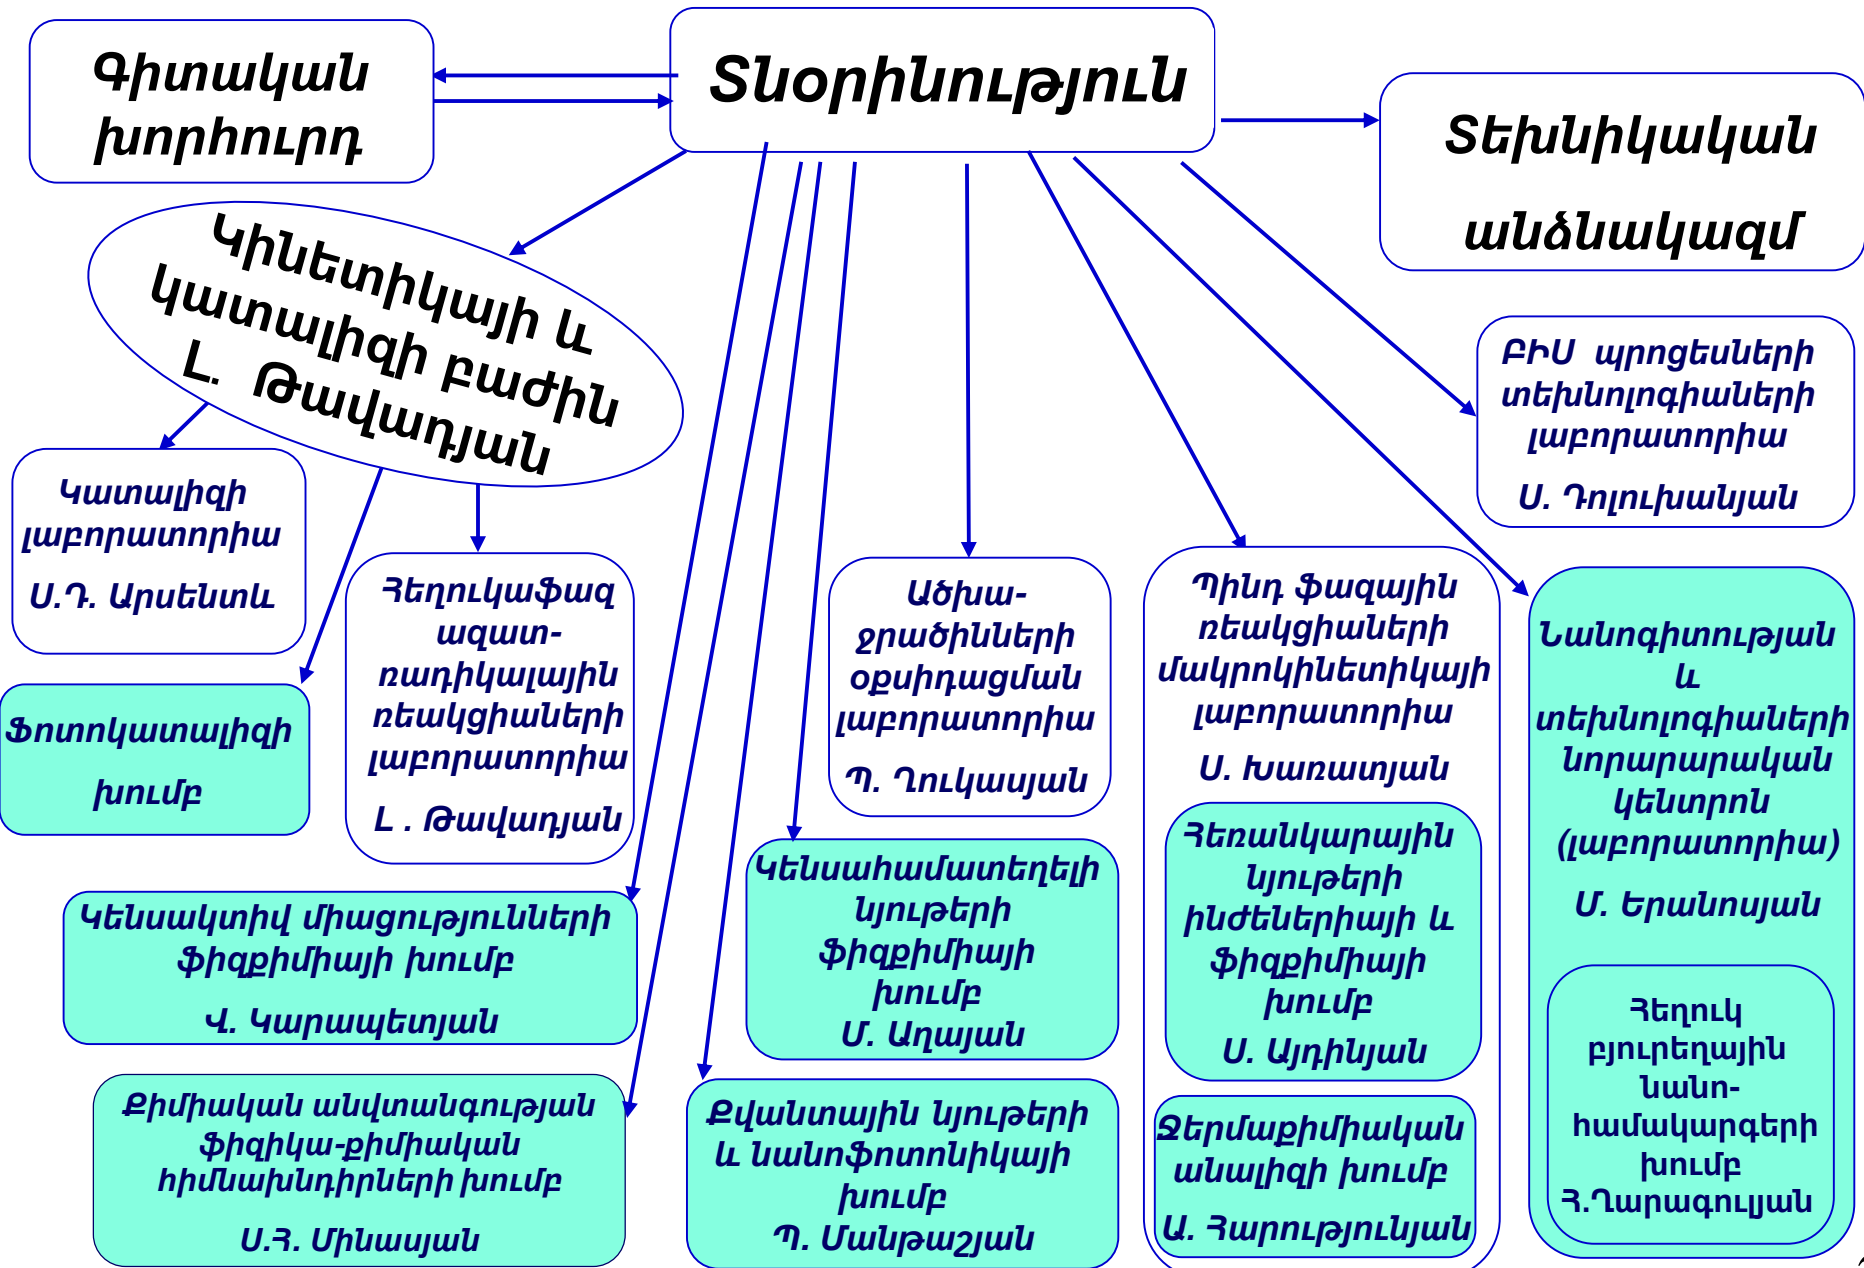 Գիտական
խորհուրդ
Տնօրինություն
Տեխնիկական
անձնակազմ
Կինետիկայի և
կատալիզի բաժին
Լ. Թավադյան
ԲԻՍ պրոցեսների
տեխնոլոգիաների
լաբորատորիա
Ս. Դոլուխանյան
Կատալիզի
լաբորատորիա
Ս.Դ. Արսենտև
Ֆոտոկատալիզի
խումբ
Հեղուկաֆազ
ազատ-
ռադիկալային
ռեակցիաների
լաբորատորիա
Լ . Թավադյան
Ածխա-
ջրածինների
օքսիդացման
լաբորատորիա
Պ. Ղուկասյան
Պինդ ֆազային
ռեակցիաների
մակրոկինետիկայի
լաբորատորիա
Ս. Խառատյան
Հեռանկարային
նյութերի
ինժեներիայի և
ֆիզքիմիայի
խումբ
Ս. Այդինյան
Ջերմաքիմիական
անալիզի խումբ
Ա. Հարությունյան
Նանոգիտության
և
տեխնոլոգիաների
նորարարական
կենտրոն
(լաբորատորիա)
Մ. Երանոսյան
Հեղուկ
բյուրեղային
նանո-
համակարգերի
խումբ
Հ.Ղարագուլյան
Կենսակտիվ միացությունների
ֆիզքիմիայի խումբ
Վ. Կարապետյան
Կենսահամատեղելի
նյութերի
ֆիզքիմիայի
խումբ
Մ. Աղայան
Քիմիական անվտանգության
ֆիզիկա-քիմիական
հիմնախնդիրների խումբ
Ս.Հ. Մինասյան
Քվանտային նյութերի
և նանոֆոտոնիկայի
խումբ
Պ. Մանթաշյան